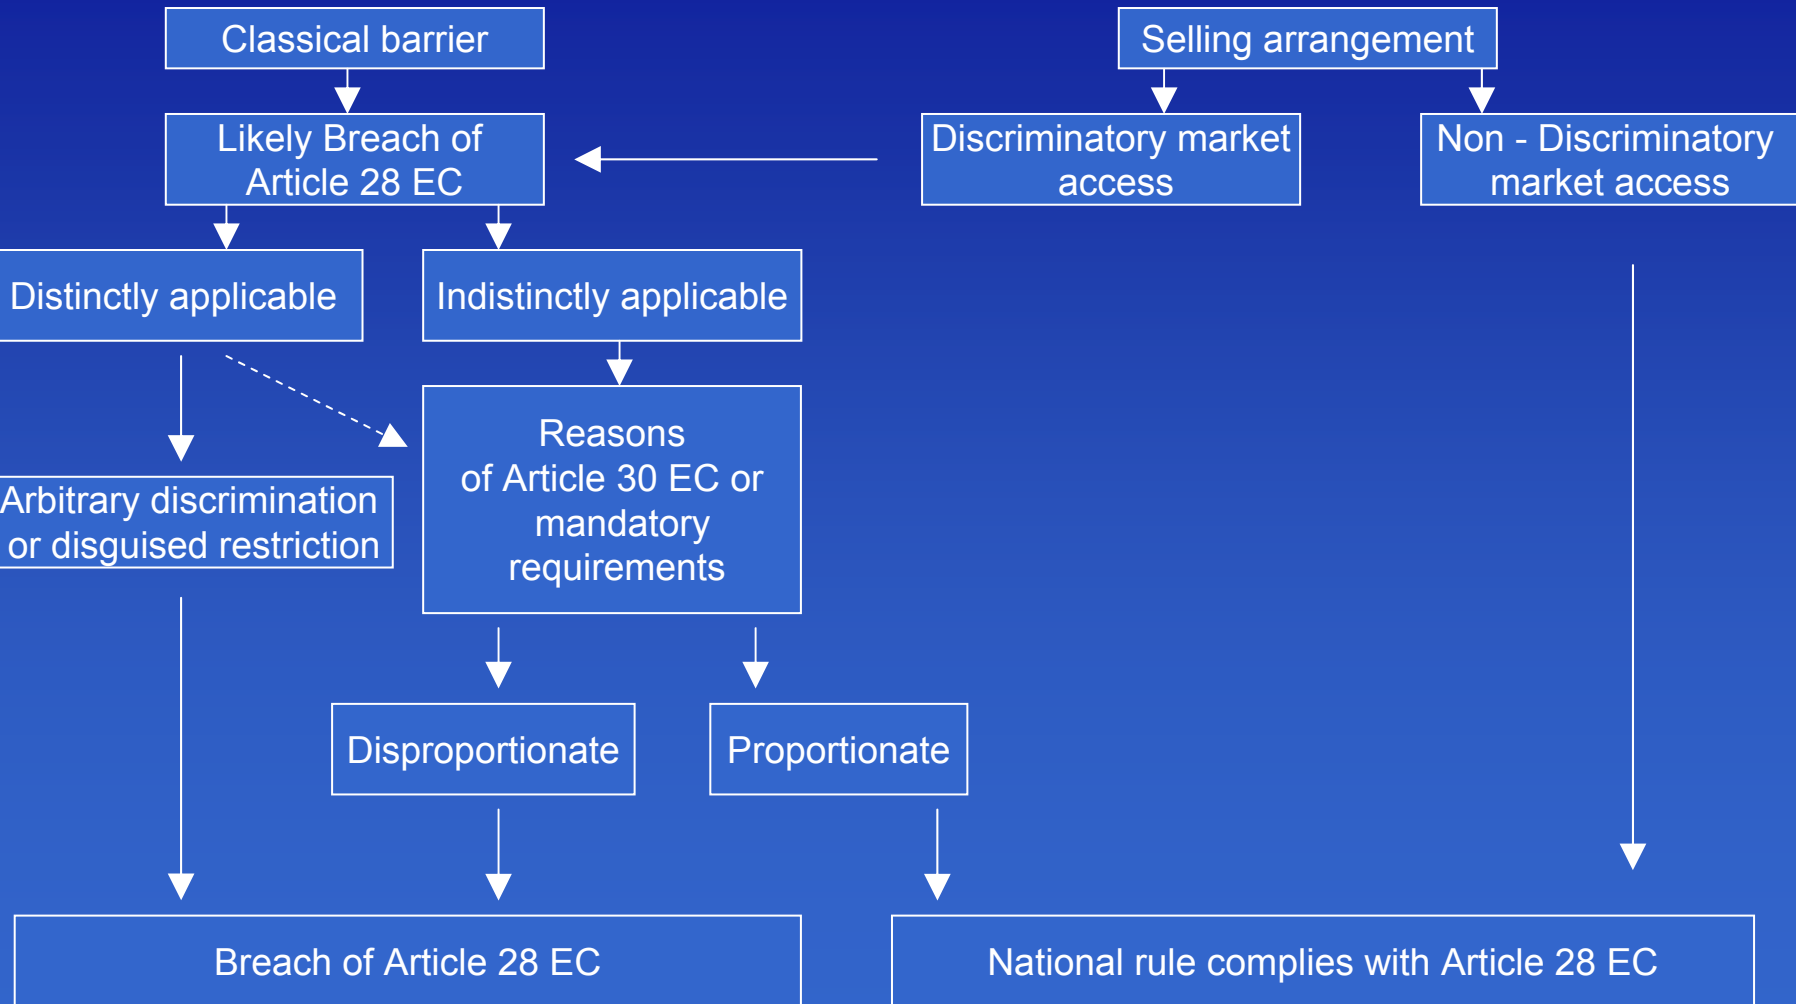 Classical barrier
Selling arrangement
Likely Breach of
Article 28 EC
Discriminatory market
access
Non - Discriminatory
market access
Distinctly applicable
Indistinctly applicable
Reasons
of Article 30 EC or
mandatory
requirements
Arbitrary discrimination
or disguised restriction
Disproportionate
Proportionate
Breach of Article 28 EC
National rule complies with Article 28 EC